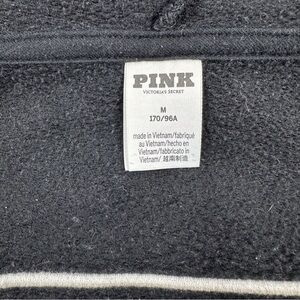 PINK
VICTORIA'S SECRET
M
170/96A
made in Vietnam/fabriqué
au Vietnam/hecho en
Vietnam/fabbricato in
Vietnam/ 越南制造